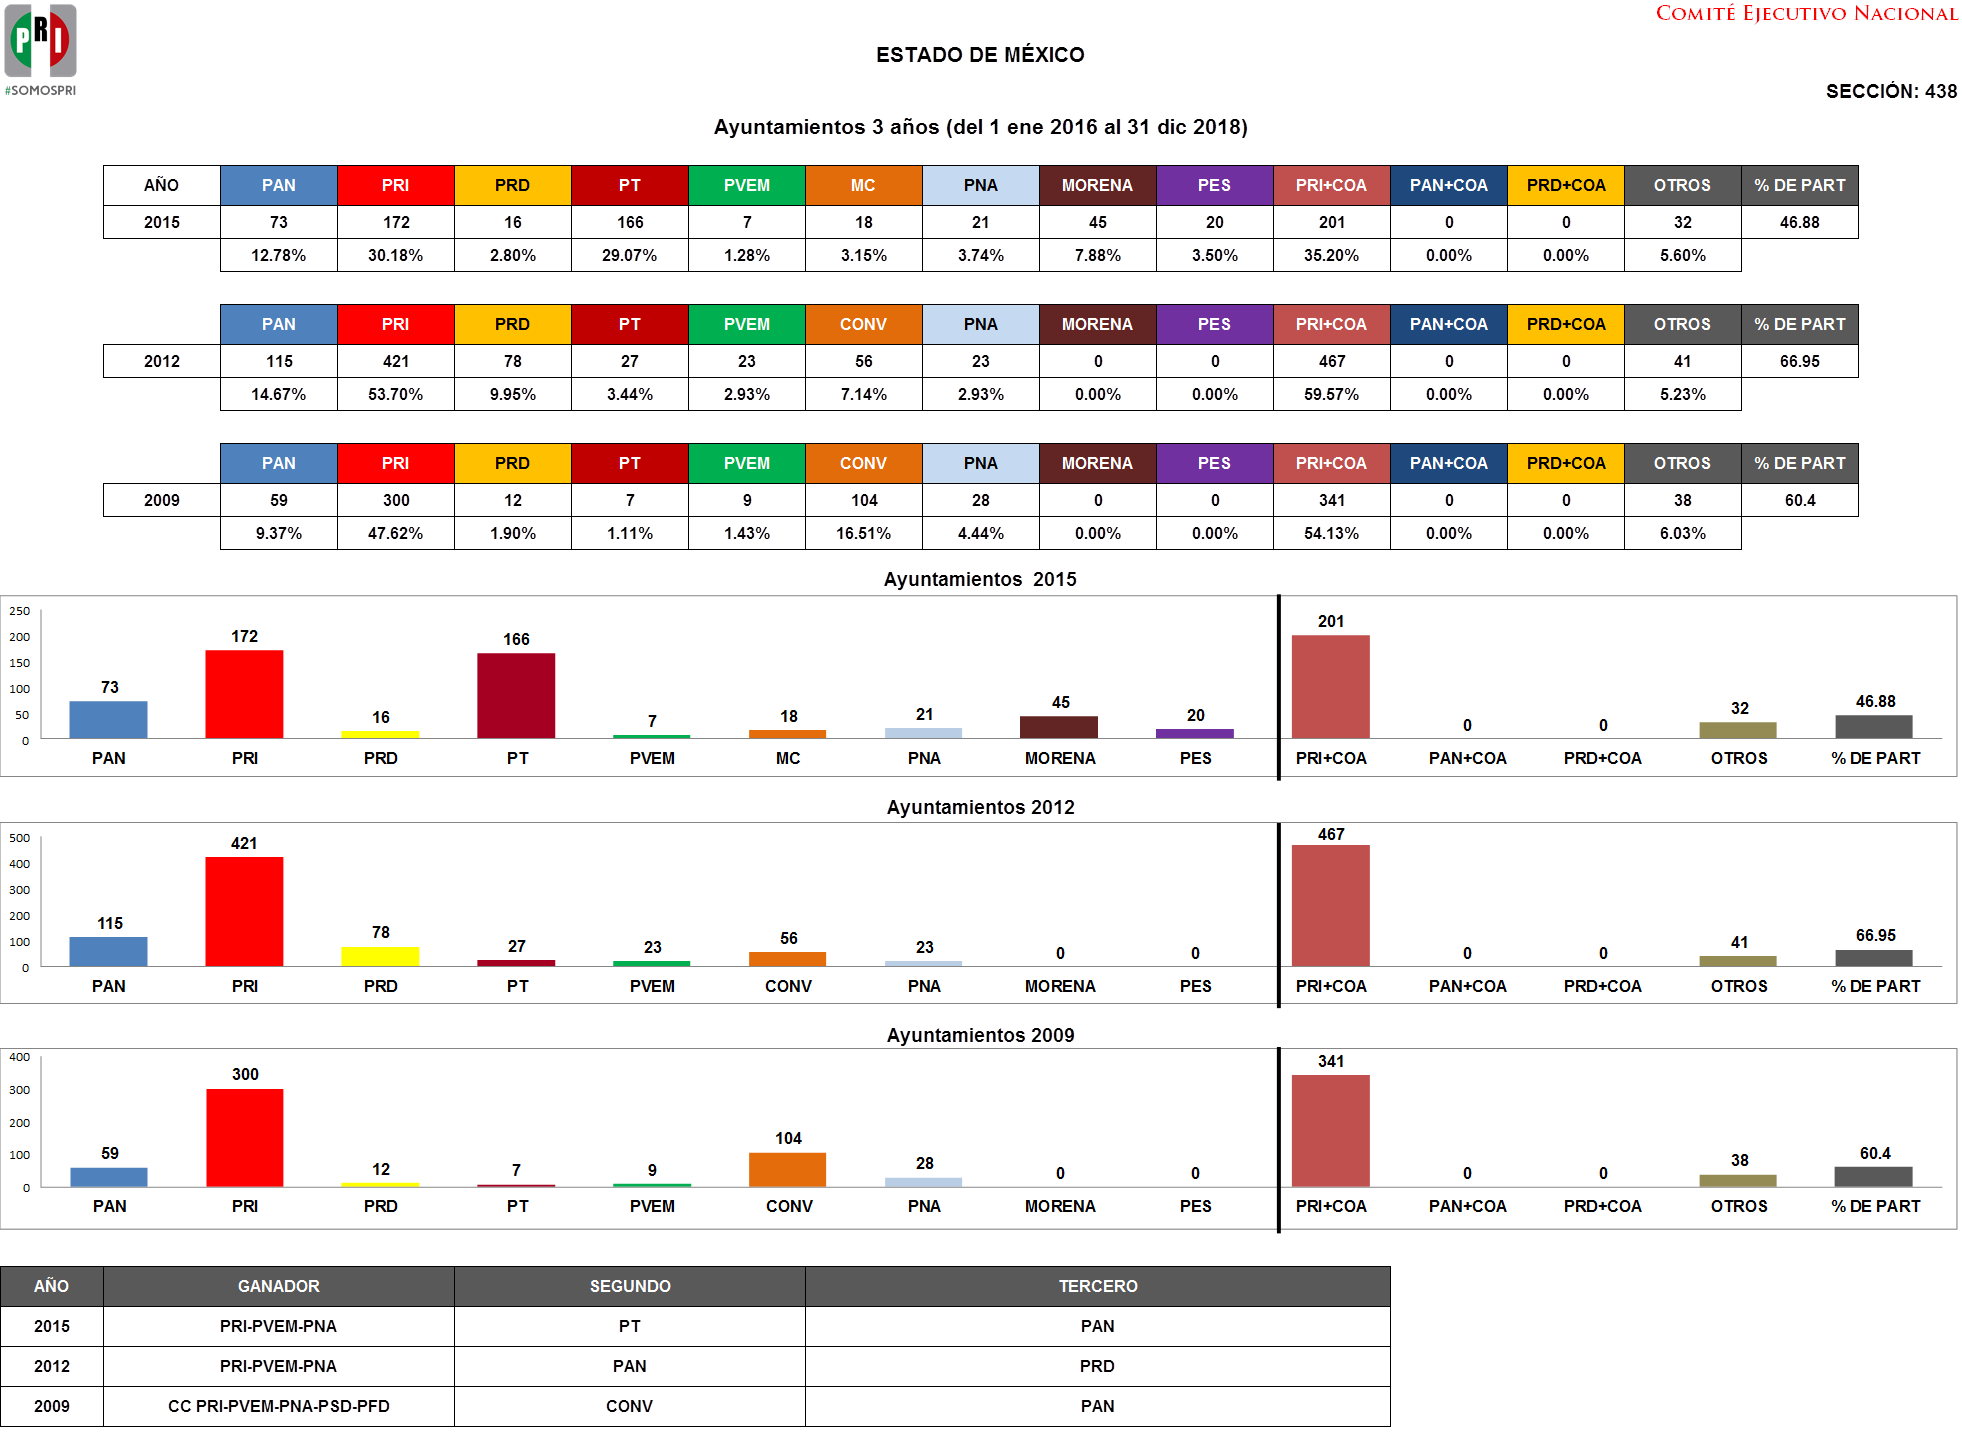 PRI
#SOMOSPRI
COMITÉ EJECUTIVO NACIONAL
ESTADO DE MÉXICO
SECCIÓN: 438
Ayuntamientos 3 años (del 1 ene 2016 al 31 dic 2018)
AÑO PAN PRI PRD PT PVEM MC PNA MORENA PES PRI+COA PAN+COA PRD+COA OTROS % DE PART
2015 73 172 16 166 7 18 21 45 20 201 0 0 32 46.88
12.78% 30.18% 2.80% 29.07% 1.28% 3.15% 3.74% 7.88% 3.50% 35.20% 0.00% 0.00% 5.60%
PAN PRI PRD PT PVEM CONV PNA MORENA PES PRI+COA PAN+COA PRD+COA OTROS % DE PART
2012 115 421 78 27 23 56 23 0 0 467 0 0 41 66.95
14.67% 53.70% 9.95% 3.44% 2.93% 7.14% 2.93% 0.00% 0.00% 59.57% 0.00% 0.00% 5.23%
PAN PRI PRD PT PVEM CONV PNA MORENA PES PRI+COA PAN+COA PRD+COA OTROS % DE PART
2009 59 300 12 7 9 104 28 0 0 341 0 0 38 60.4
9.37% 47.62% 1.90% 1.11% 1.43% 16.51% 4.44% 0.00% 0.00% 54.13% 0.00% 0.00% 6.03%
Ayuntamientos 2015
250
200
150
100
50
0
73 172 16 166 7 18 21 45 20 201 0 0 32 46.88
PAN PRI PRD PT PVEM MC PNA MORENA PES PRI+COA PAN+COA PRD+COA OTROS % DE PART
Ayuntamientos 2012
500
400
300
200
100
0
115 421 78 27 23 56 23 0 0 467 0 0 41 66.95
PAN PRI PRD PT PVEM CONV PNA MORENA PES PRI+COA PAN+COA PRD+COA OTROS % DE PART
Ayuntamientos 2009
400
300
200
100
0
59 300 12 7 9 104 28 0 0 341 0 0 38 60.4
PAN PRI PRD PT PVEM CONV PNA MORENA PES PRI+COA PAN+COA PRD+COA OTROS % DE PART
AÑO GANADOR SEGUNDO TERCERO
2015 PRI-PVEM-PNA PT PAN
2012 PRI-PVEM-PNA PAN PRD
2009 CC PRI-PVEM-PNA-PSD-PFD CONV PAN